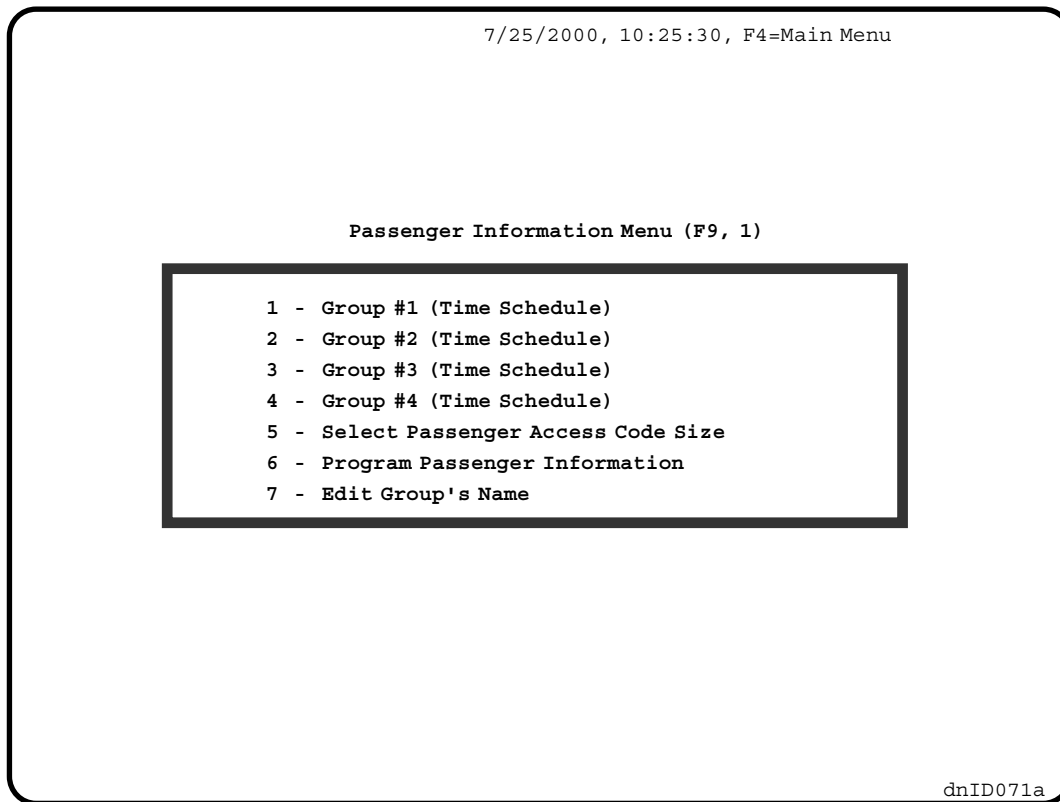 7/25/2000, 10:25:30, F4=Main Menu
Passenger Information Menu (F9, 1)
1 - Group #1 (Time Schedule)
2 - Group #2 (Time Schedule)
3 - Group #3 (Time Schedule)
4 - Group #4 (Time Schedule)
5 - Select Passenger Access Code Size
6 - Program Passenger Information
7 - Edit Group's Name
dnID071a